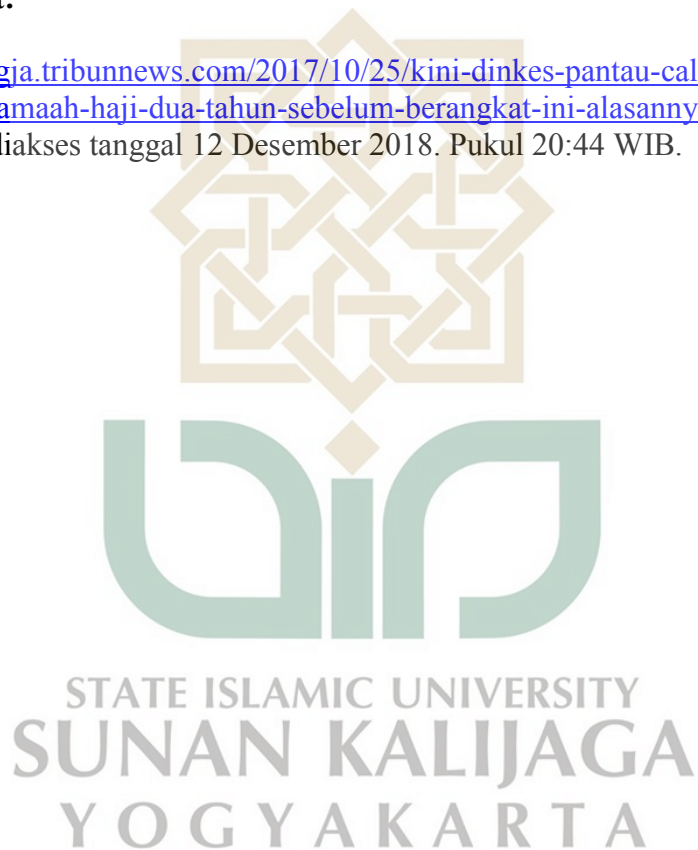 gja.tribunnews.com/2017/10/25/kini-dinkes-pantau-cal
amaah-haji-dua-tahun-sebelum-berangkat-ini-alasanny
diakses tanggal 12 Desember 2018. Pukul 20:44 WIB.
STATE ISLAMIC UNIVERSITY
SUNAN KALIJAGA
YOGYAKARTA